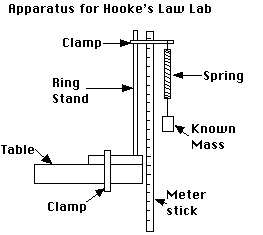 Apparatus for Hooke's Law Lab
Clamp
Ring
Stand
Spring
Known
Mass
Table
Clamp
Meter
stick